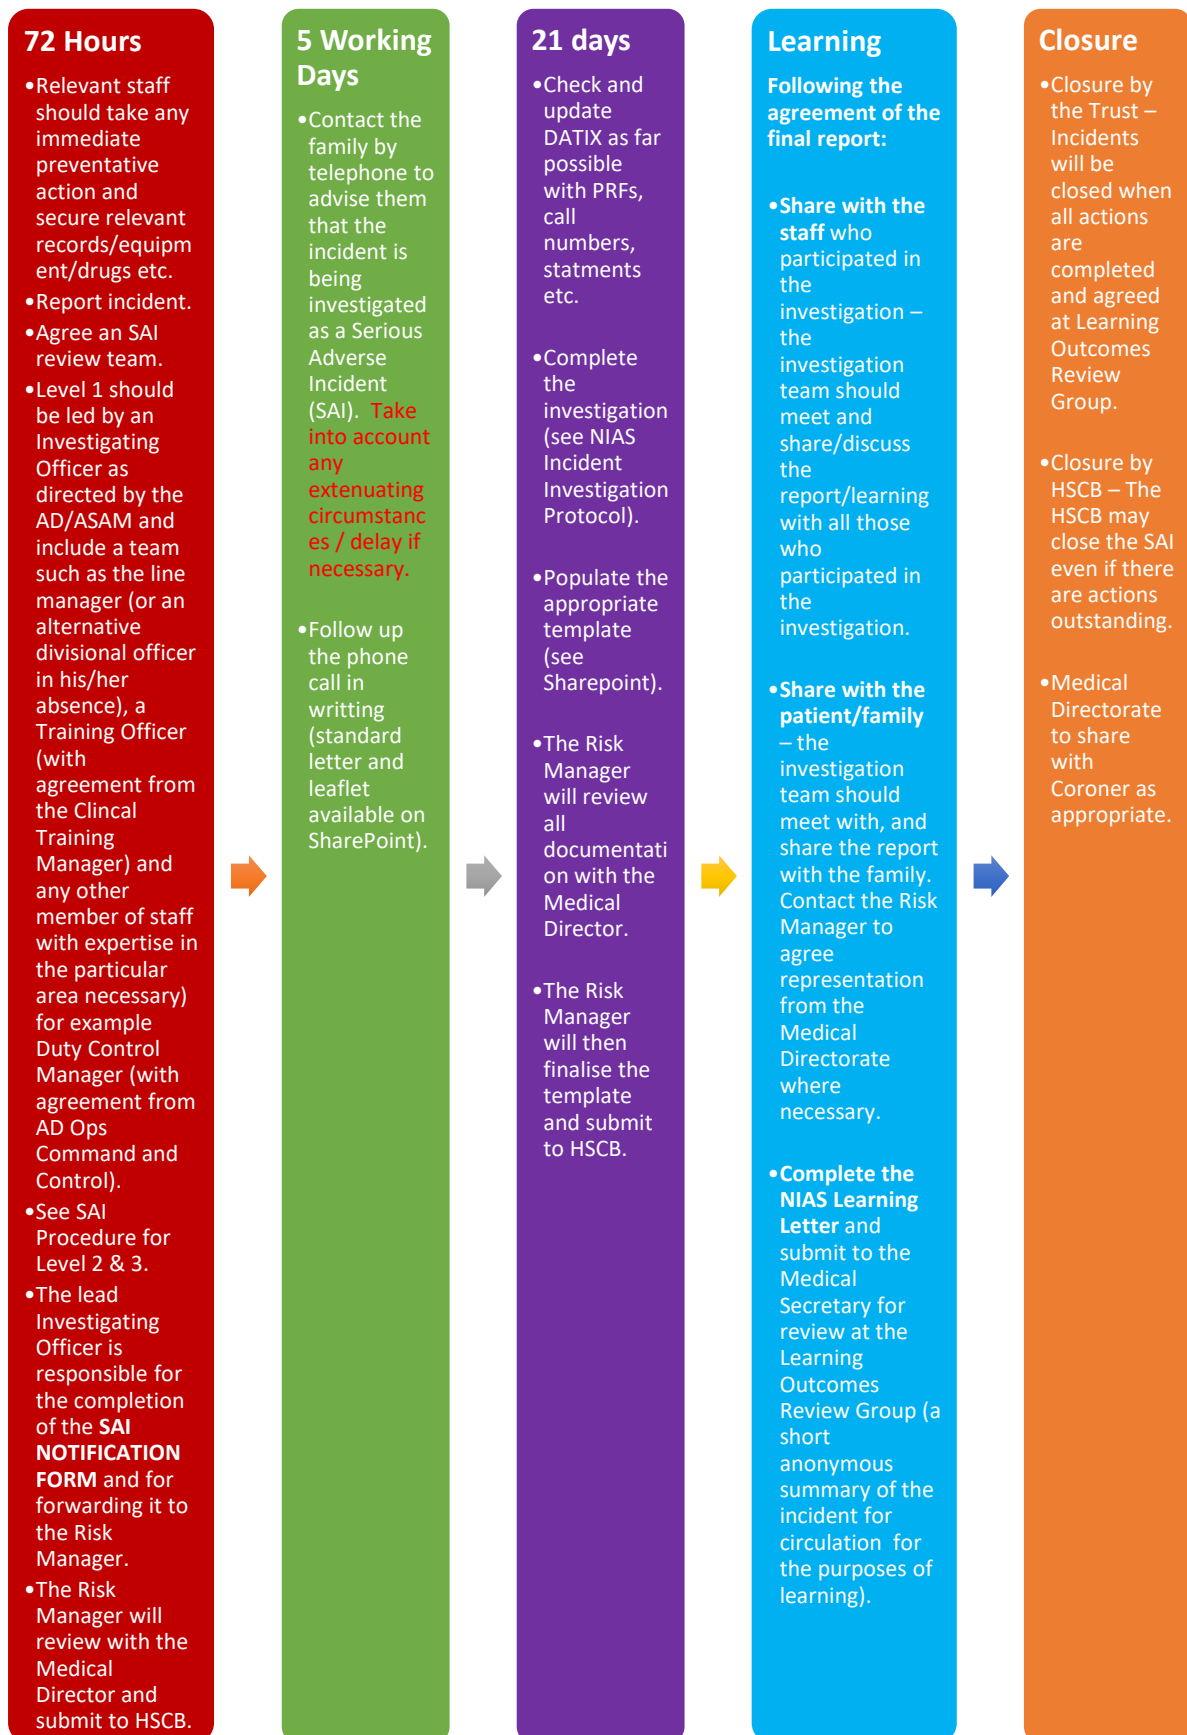 72 Hours
•Relevant staff
should take any
immediate
preventative
action and
secure relevant
records/equipm
ent/drugs etc.
•Report incident.
•Agree an SAI
review team.
•Level 1 should
be led by an
Investigating
Officer as
directed by the
AD/ASAM and
include a team
such as the line
manager (or an
alternative
divisional officer
in his/her
absence), a
Training Officer
(with
agreement from
the Clincal
Training
Manager) and
any other
member of staff
with expertise in
the particular
area necessary)
for example
Duty Control
Manager (with
agreement from
AD Ops
Command and
Control).
•See SAI
Procedure for
Level 2 & 3.
•The lead
Investigating
Officer is
responsible for
the completion
of the SAI
NOTIFICATION
FORM and for
forwarding it to
the Risk
Manager.
•The Risk
Manager will
review with the
Medical
Director and
submit to HSCB.
5 Working
Days
•Contact the
family by
telephone to
advise them
that the
incident is
being
investigated
as a Serious
Adverse
Incident
(SAI). Take
into account
any
extenuating
circumstanc
es / delay if
necessary.
•Follow up
the phone
call in
writting
(standard
letter and
leaflet
available on
SharePoint).
21 days
•Check and
update
DATIX as far
possible
with PRFs,
call
numbers,
statments
etc.
•Complete
the
investigation
(see NIAS
Incident
Investigation
Protocol).
•Populate the
appropriate
template
(see
Sharepoint).
•The Risk
Manager
will review
all
documentati
on with the
Medical
Director.
•The Risk
Manager
will then
finalise the
template
and submit
to HSCB.
Learning
Following the
agreement of the
final report:
•Share with the
staff who
participated in
the
investigation –
the
investigation
team should
meet and
share/discuss
the
report/learning
with all those
who
participated in
the
investigation.
•Share with the
patient/family
– the
investigation
team should
meet with, and
share the report
with the family.
Contact the Risk
Manager to
agree
representation
from the
Medical
Directorate
where
necessary.
•Complete the
NIAS Learning
Letter and
submit to the
Medical
Secretary for
review at the
Learning
Outcomes
Review Group (a
short
anonymous
summary of the
incident for
circulation for
the purposes of
learning).
Closure
•Closure by
the Trust –
Incidents
will be
closed when
all actions
are
completed
and agreed
at Learning
Outcomes
Review
Group.
•Closure by
HSCB – The
HSCB may
close the SAI
even if there
are actions
outstanding.
•Medical
Directorate
to share
with
Coroner as
appropriate.